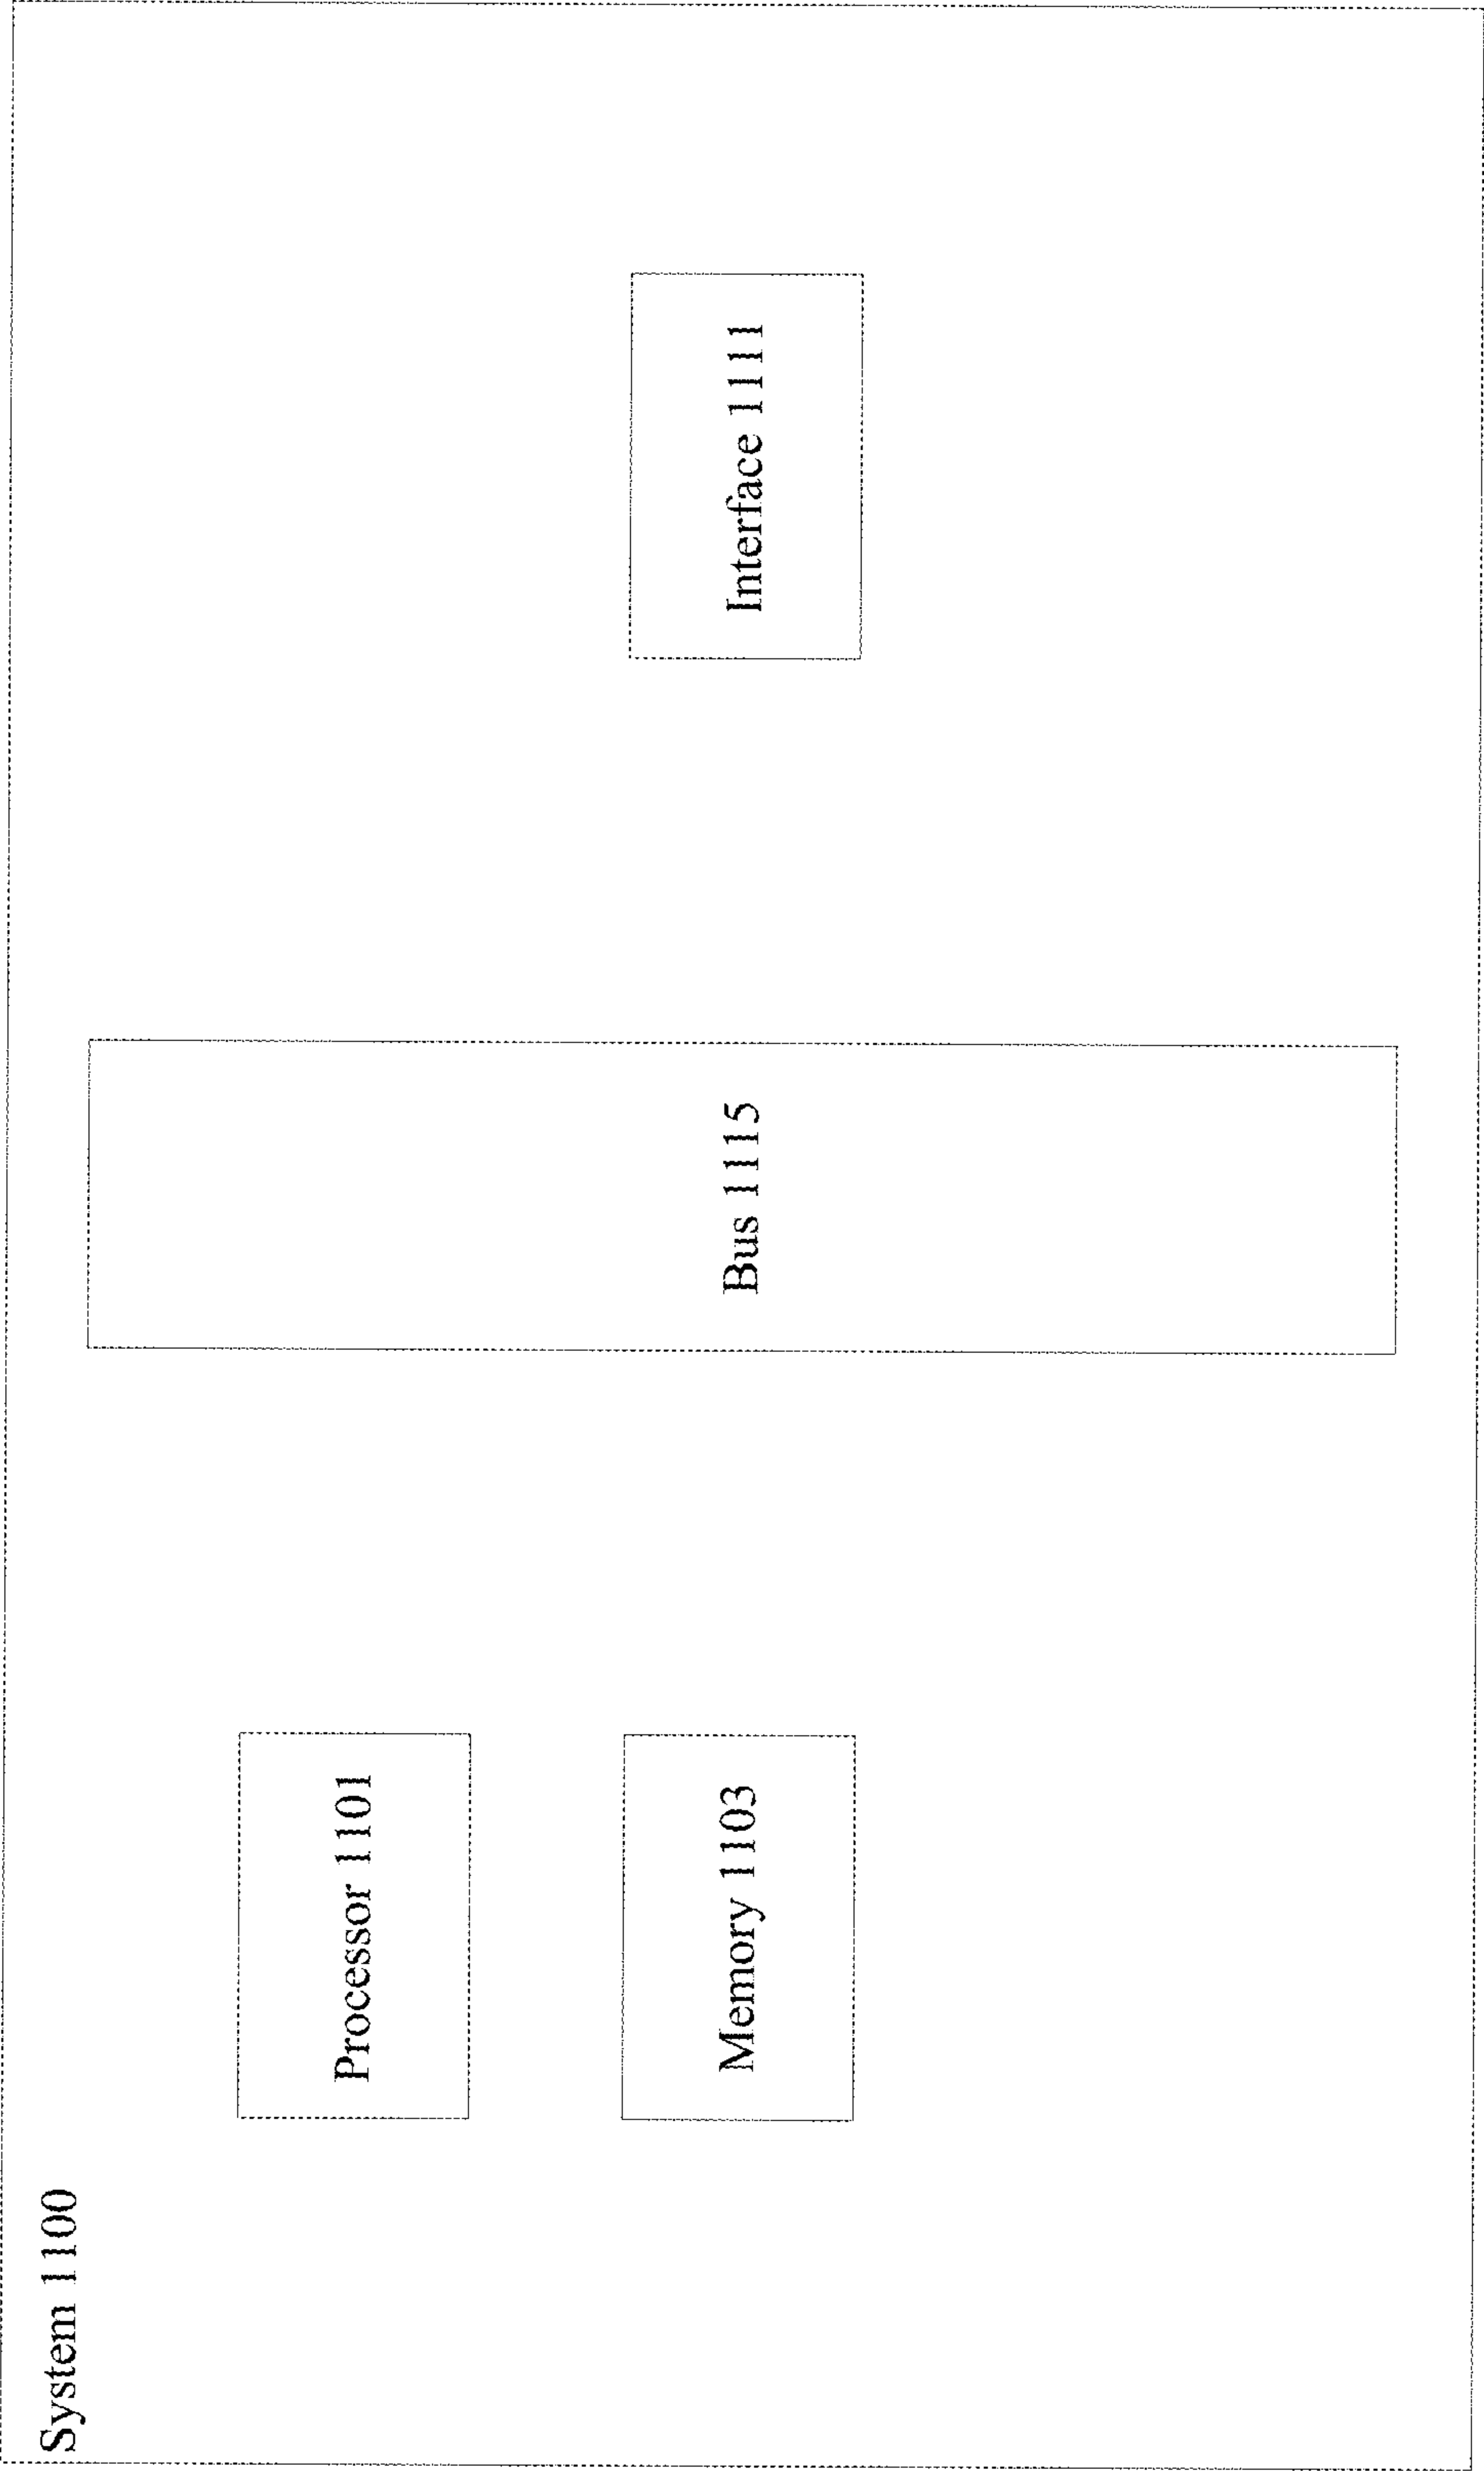 System 1100
Processor 1101
Memory 1103
Bus 1115
Interface 1111